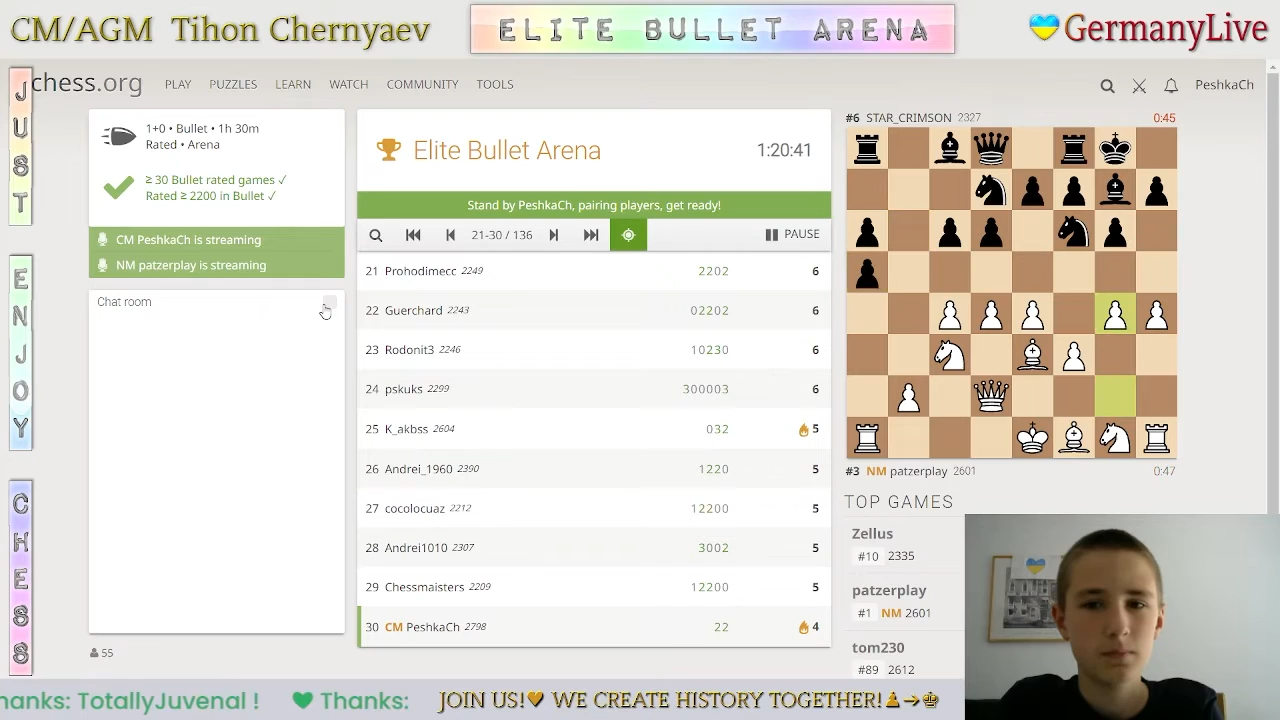 CM/AGM Tihon Chernyaev
ELITE BULLET ARENA
GermanyLive
chess.org
PLAY
PUZZLES
LEARN
WATCH
COMMUNITY
TOOLS
PeshkaCh
JUST
ENJOY
CHESS
1+0 • Bullet • 1h 30m
Rated • Arena
≥ 30 Bullet rated games ✓
Rated ≥ 2200 in Bullet ✓
CM PeshkaCh is streaming
NM patzerplay is streaming
Chat room
55
Elite Bullet Arena
1:20:41
Stand by PeshkaCh, pairing players, get ready!
21-30 / 136
PAUSE
21 Prohodimecc 2249 2202 6
22 Guerchard 2243 02202 6
23 Rodonit3 2246 10230 6
24 pskuks 2299 300003 6
25 K_akbss 2604 032 5
26 Andrei_1960 2390 1220 5
27 cocolocuaz 2212 12200 5
28 Andrei1010 2307 3002 5
29 Chessmaisters 2209 12200 5
30 CM PeshkaCh 2798 22 4
#6 STAR_CRIMSON 2327 0:45
#3 NM patzerplay 2601 0:47
TOP GAMES
Zellus
#10 2335
patzerplay
#1 NM 2601
tom230
#89 2612
hanks: TotallyJuvenal !
Thanks:
JOIN US! WE CREATE HISTORY TOGETHER!